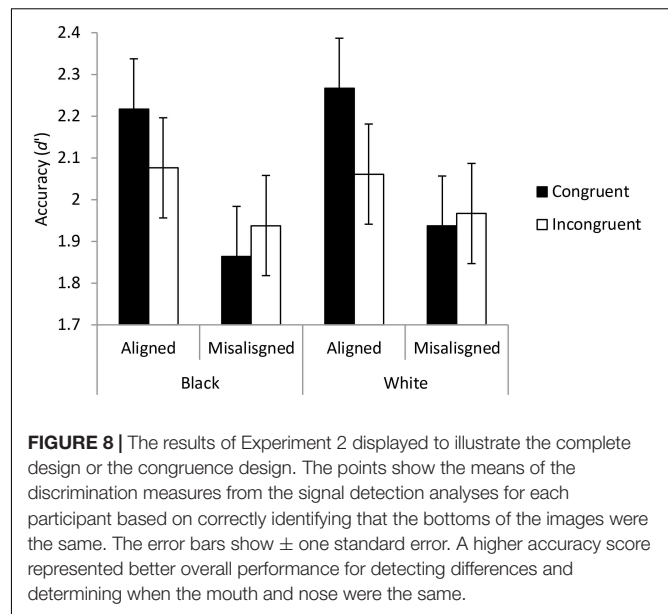 2.4
2.3
2.2
2.1
2
1.9
1.8
1.7
Accuracy (d')
Aligned Misalisgned Aligned Misalisgned
Black White
Congruent
Incongruent
FIGURE 8 | The results of Experiment 2 displayed to illustrate the complete
design or the congruence design. The points show the means of the
discrimination measures from the signal detection analyses for each
participant based on correctly identifying that the bottoms of the images were
the same. The error bars show ± one standard error. A higher accuracy score
represented better overall performance for detecting differences and
determining when the mouth and nose were the same.